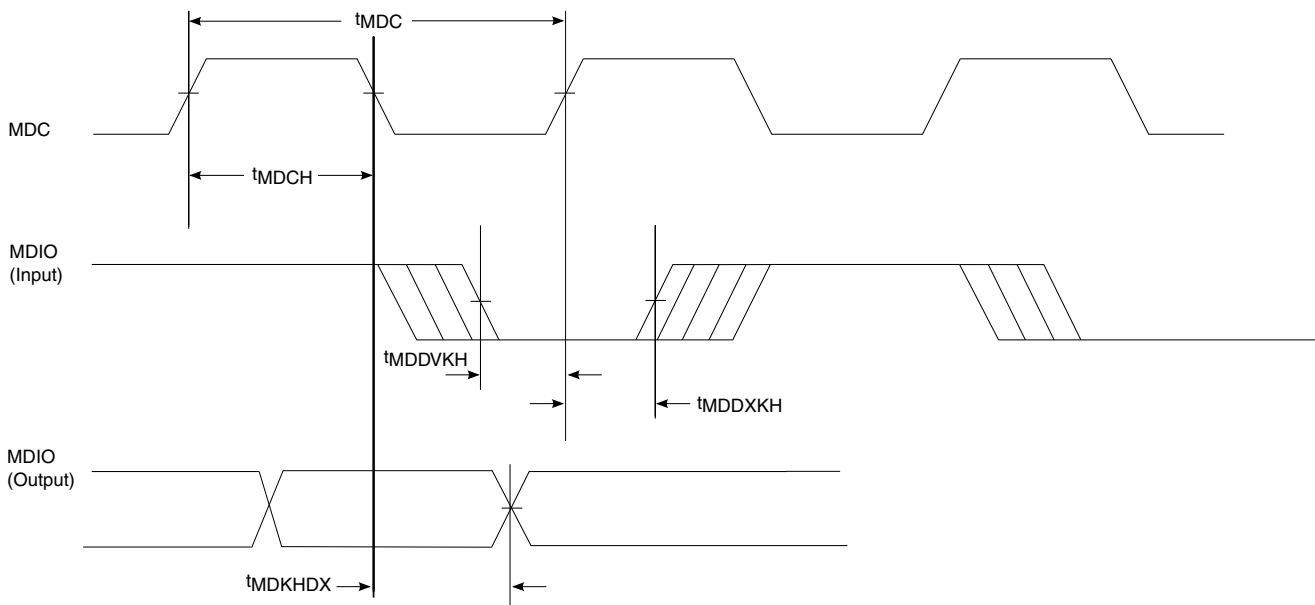 tMDC
MDC
tMDCH
MDIO
(Input)
tMDDVKH
tMDDXKH
MDIO
(Output)
tMDKHDX